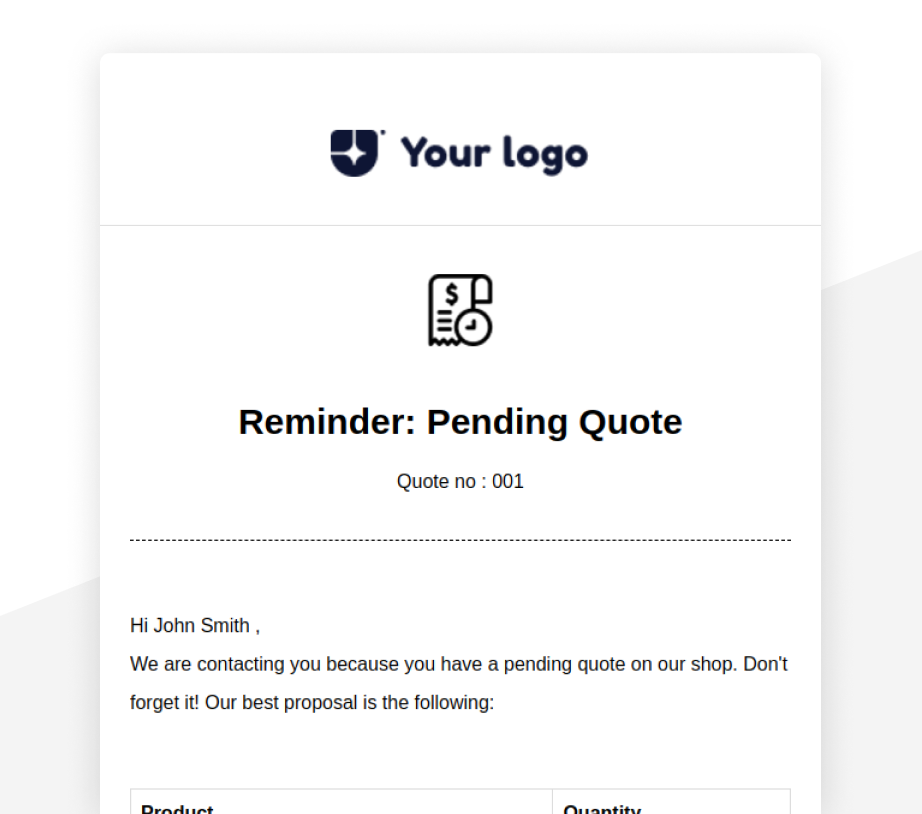 Your logo
$
Reminder: Pending Quote
Quote no : 001
Hi John Smith ,
We are contacting you because you have a pending quote on our shop. Don't
forget it! Our best proposal is the following:
Product Quantity